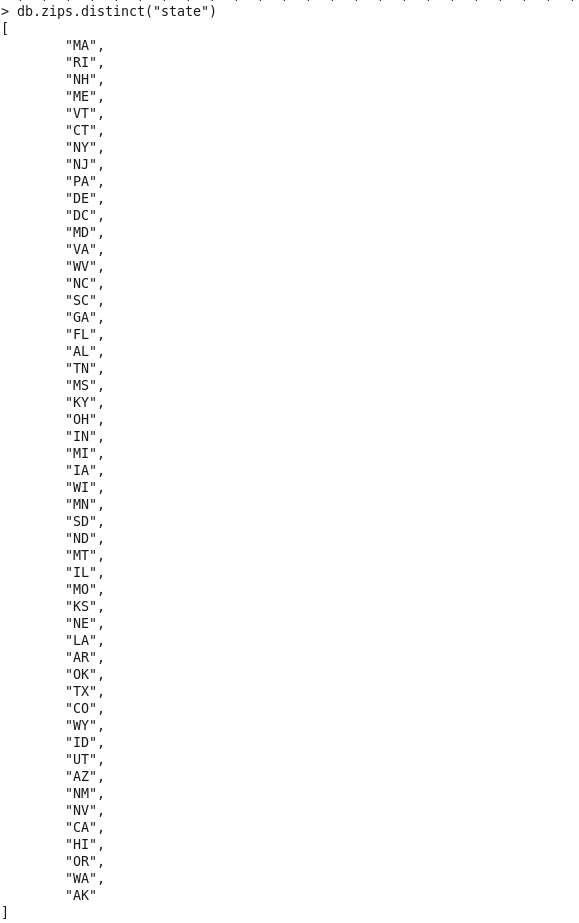 > db.zips.distinct("state")
[
"MA",
"RI",
"NH",
"ME",
"VT",
"CT",
"NY",
"NJ",
"PA",
"DE",
"DC",
"MD",
"VA",
"WV",
"NC",
"SC",
"GA",
"FL",
"AL",
"TN",
"MS",
"KY",
"OH",
"IN",
"MI",
"IA",
"WI",
"MN",
"SD",
"ND",
"MT",
"IL",
"MO",
"KS",
"NE",
"LA",
"AR",
"OK",
"TX",
"CO",
"WY",
"ID",
"UT",
"AZ",
"NM",
"NV",
"CA",
"HI",
"OR",
"WA",
"AK"
]